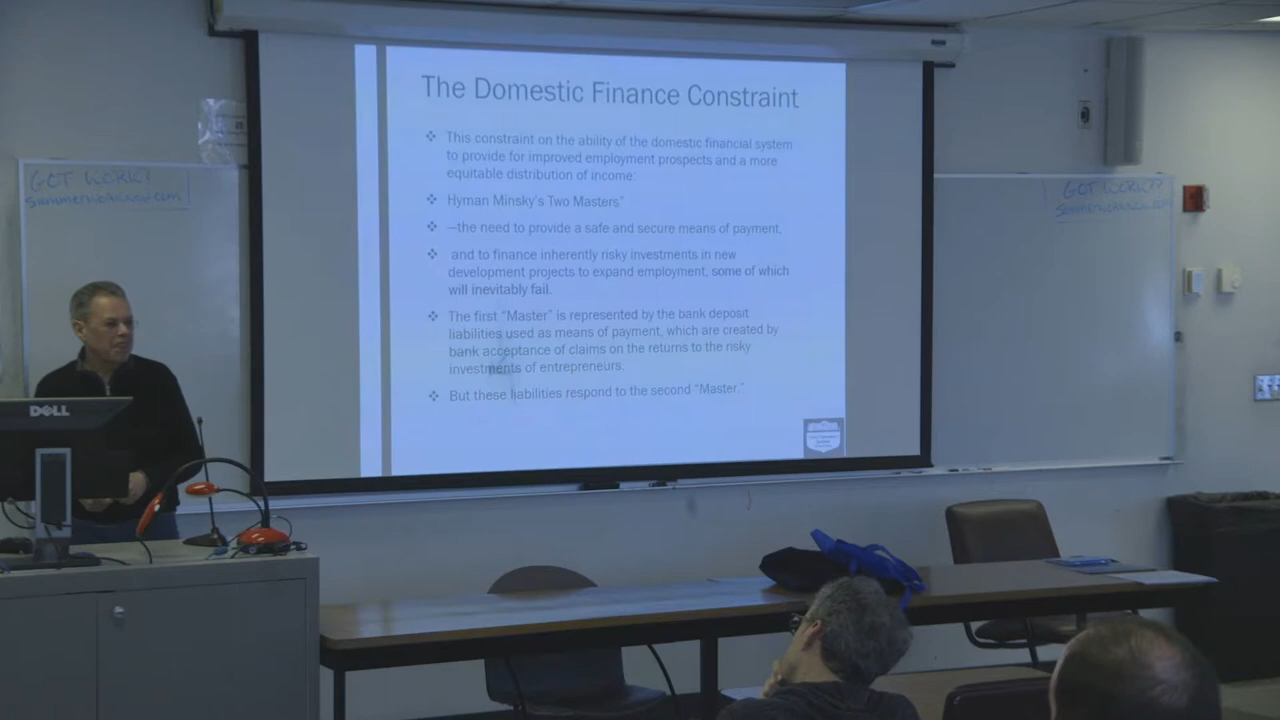 The Domestic Finance Constraint
❖ This constraint on the ability of the domestic financial system
to provide for improved employment prospects and a more
equitable distribution of income:
❖ Hyman Minsky's Two Masters"
❖ –the need to provide a safe and secure means of payment,
❖ and to finance inherently risky investments in new
development projects to expand employment, some of which
will inevitably fail.
❖ The first “Master” is represented by the bank deposit
liabilities used as means of payment, which are created by
bank acceptance of claims on the returns to the risky
investments of entrepreneurs.
❖ But these liabilities respond to the second “Master.”
GOT WORK?
GOT WORK??
DELL